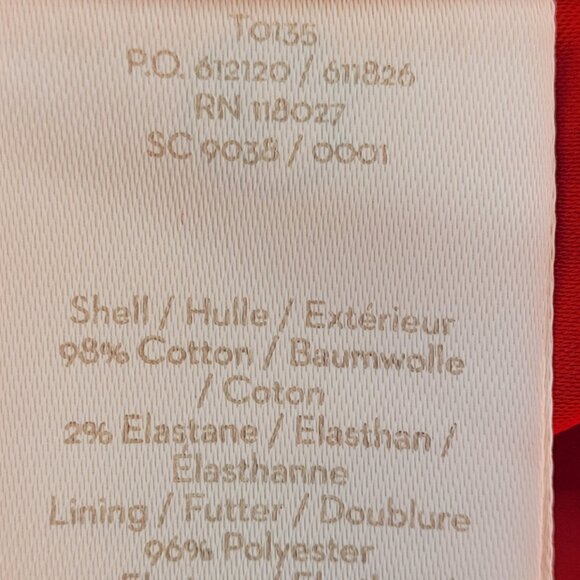 T0135
P.O. 612120 / 611826
RN 118027
SC 9038 / 0001
Shell / Hulle / Extérieur
98% Cotton / Baumwolle
/ Coton
2% Elastane / Elasthan /
Élasthanne
Lining / Futter / Doublure
96% Polyester